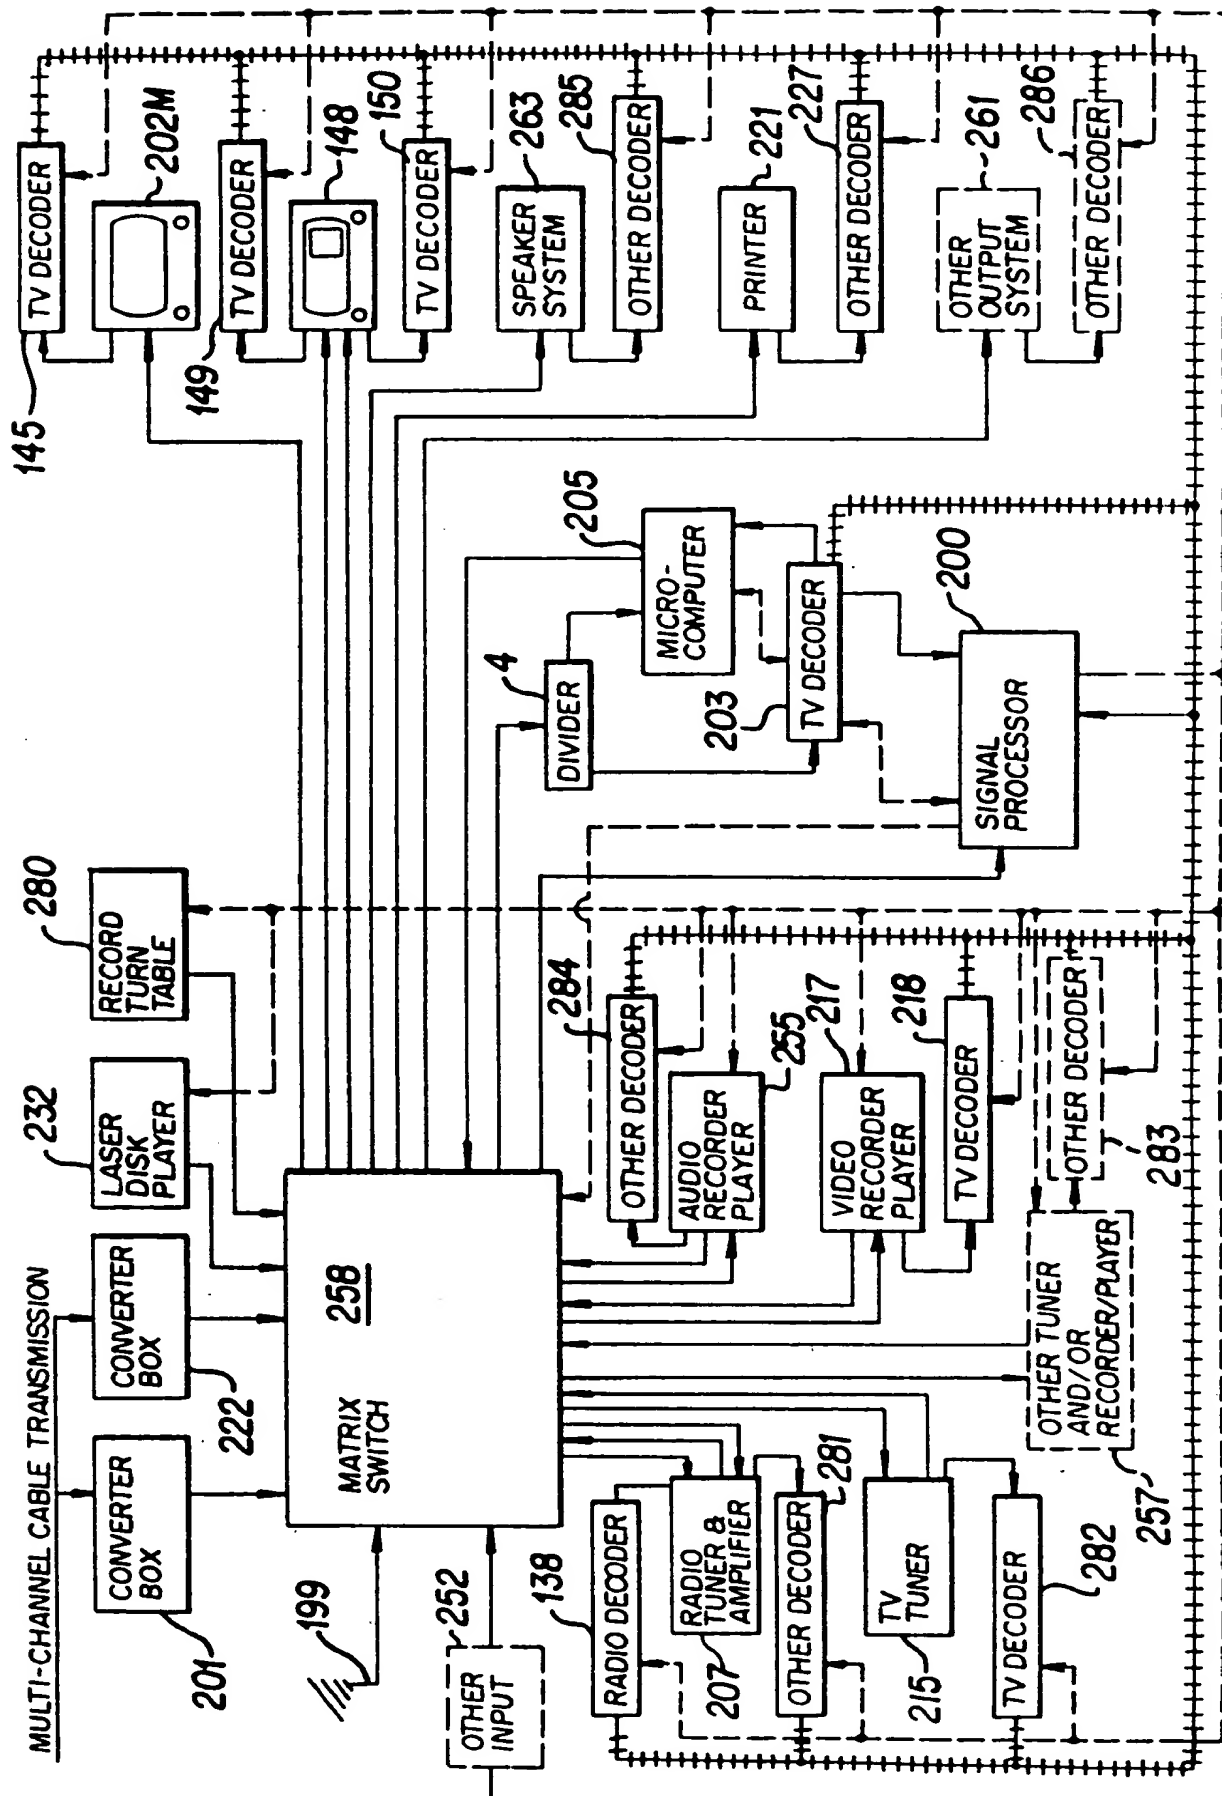 MULTI-CHANNEL CABLE TRANSMISSION
201
CONVERTER
BOX
222
CONVERTER
BOX
232
LASER
DISK
PLAYER
280
RECORD
TURN
TABLE
199
252
OTHER
INPUT
MATRIX
SWITCH
258
138
RADIO DECODER
207
RADIO
TUNER &
AMPLIFIER
281
OTHER DECODER
215
TV
TUNER
282
TV DECODER
257
OTHER TUNER
AND/OR
RECORDER/PLAYER
283
OTHER DECODER
284
OTHER DECODER
255
AUDIO
RECORDER
PLAYER
217
VIDEO
RECORDER
PLAYER
218
TV DECODER
4
DIVIDER
205
MICRO-
COMPUTER
203
TV DECODER
200
SIGNAL
PROCESSOR
145
TV DECODER
202M
149
TV DECODER
148
150
TV DECODER
263
SPEAKER
SYSTEM
285
OTHER DECODER
221
PRINTER
227
OTHER DECODER
261
OTHER
OUTPUT
SYSTEM
286
OTHER DECODER